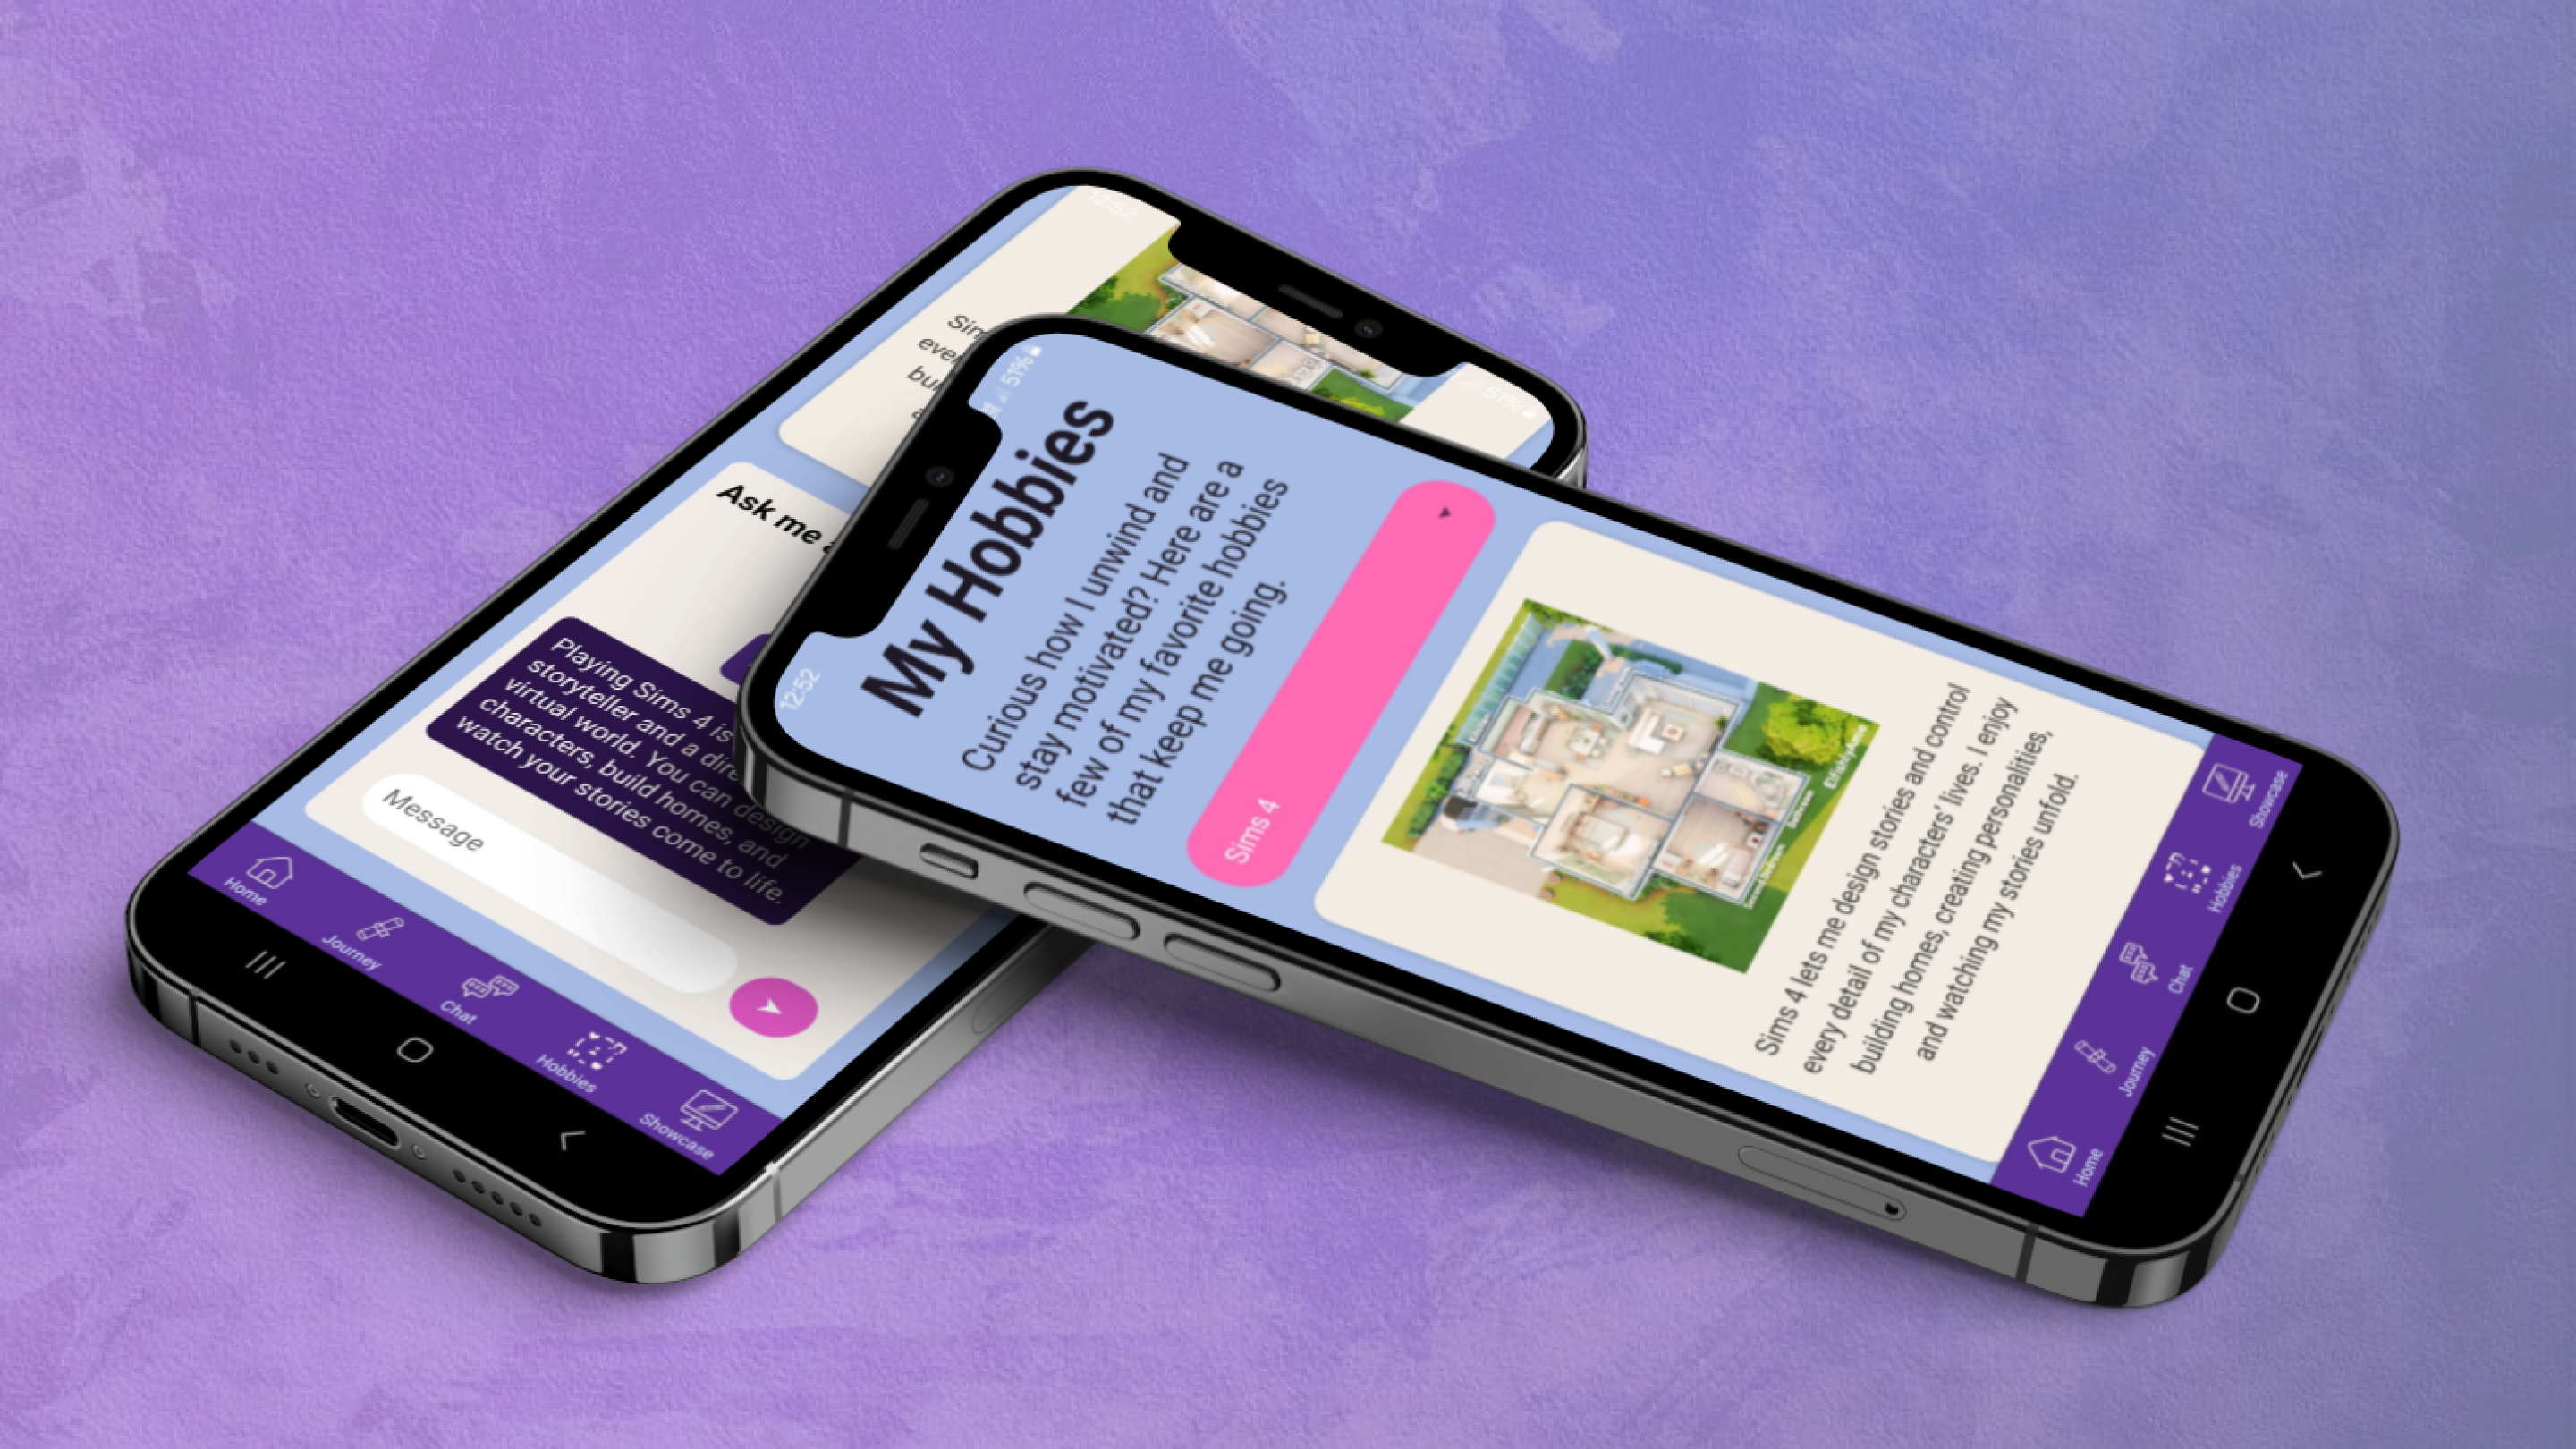 12:52
51%
Sim
eve
bu
Ask me
Playing Sims 4 is
storyteller and a dire
virtual world. You can design
characters, build homes, and
watch your stories come to life.
Message
Home
Journey
Chat
Hobbies
Showcase
12:52
51%
My Hobbies
Curious how I unwind and
stay motivated? Here are a
few of my favorite hobbies
that keep me going.
Sims 4
Sims 4 lets me design stories and control
every detail of my characters' lives. I enjoy
building homes, creating personalities,
and watching my stories unfold.
Home
Journey
Chat
Hobbies
Showcase